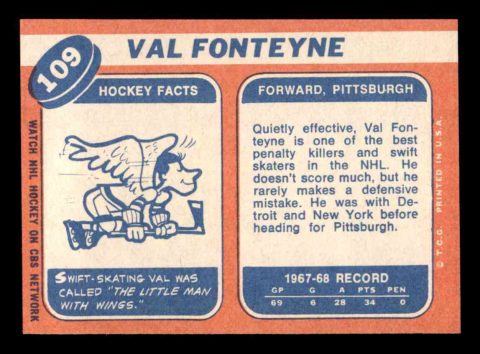 109
VAL FONTEYNE
HOCKEY FACTS
SWIFT-SKATING VAL WAS
CALLED "THE LITTLE MAN
WITH WINGS."
FORWARD, PITTSBURGH
Quietly effective, Val Fon-
teyne is one of the best
penalty killers and swift
skaters in the NHL. He
doesn't score much, but he
rarely makes a defensive
mistake. He was with De-
troit and New York before
heading for Pittsburgh.
1967-68 RECORD
GP G A PTS PEN
69 6 28 34 0
WATCH NHL HOCKEY ON CBS NETWORK
© T.C.G. PRINTED IN U.S.A.